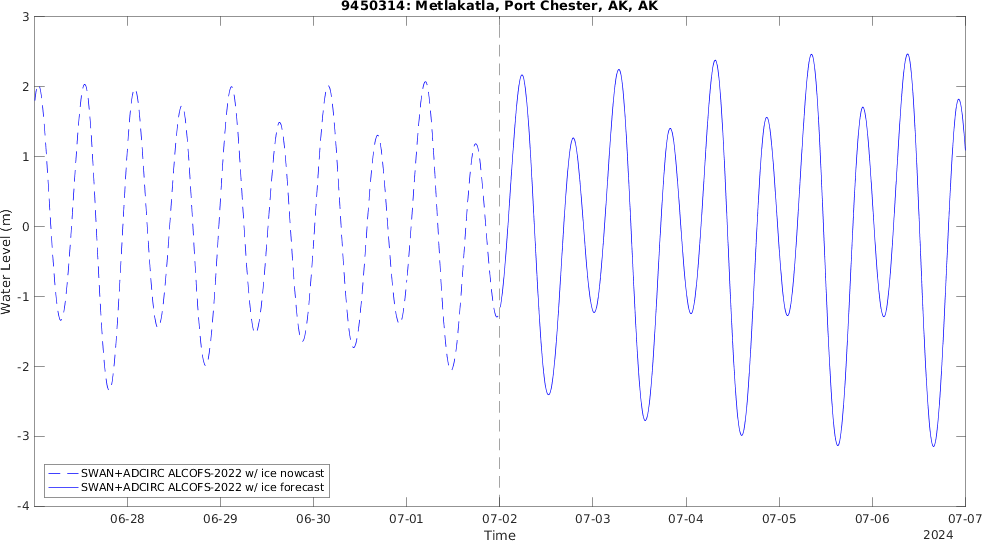 9450314: Metlakatla, Port Chester, AK, AK
3
2
1
0
-1
-2
-3
-4
Water Level (m)
SWAN+ADCIRC ALCOFS-2022 w/ ice nowcast
SWAN+ADCIRC ALCOFS-2022 w/ ice forecast
06-28 06-29 06-30 07-01 07-02 07-03 07-04 07-05 07-06 07-07
Time
2024